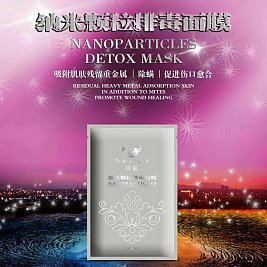 纳米颗粒排毒面膜
NANOPARTICLES
DETOX MASK
吸附肌肤残留重金属｜除螨｜促进伤口愈合
RESIDUAL HEAVY METAL ADSORPTION SKIN
IN ADDITION TO MITES
PROMOTE WOUND HEALING